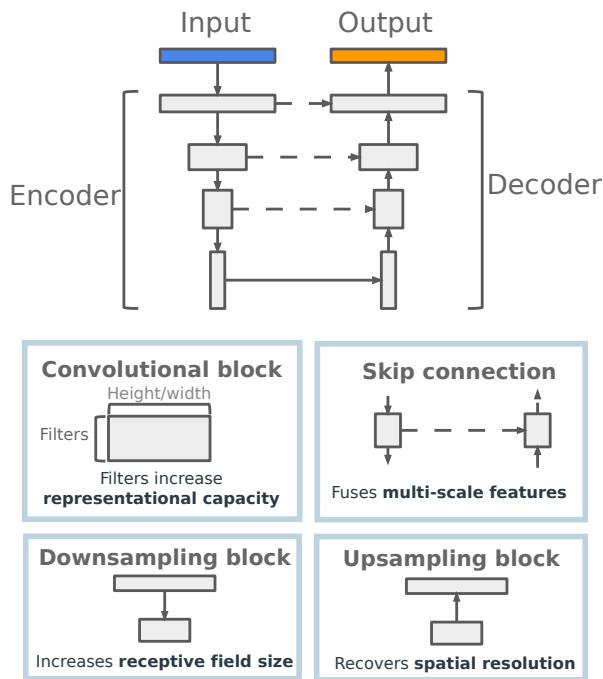 Input
Output
Encoder
Decoder
Convolutional block
Height/width
Filters
Filters increase
representational capacity
Skip connection
Fuses multi-scale features
Downsampling block
Increases receptive field size
Upsampling block
Recovers spatial resolution